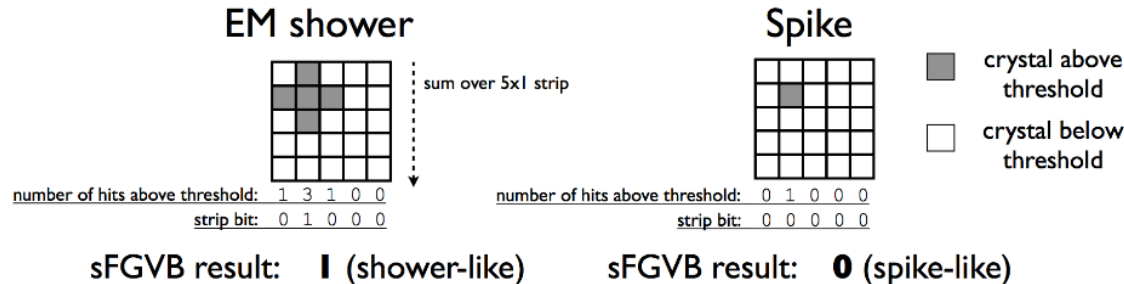 EM shower
sum over 5x1 strip
number of hits above threshold: 1 3 1 0 0
strip bit: 0 1 0 0 0
sFGVB result: 1 (shower-like)
Spike
number of hits above threshold: 0 1 0 0 0
strip bit: 0 0 0 0 0
sFGVB result: 0 (spike-like)
crystal above
threshold
crystal below
threshold